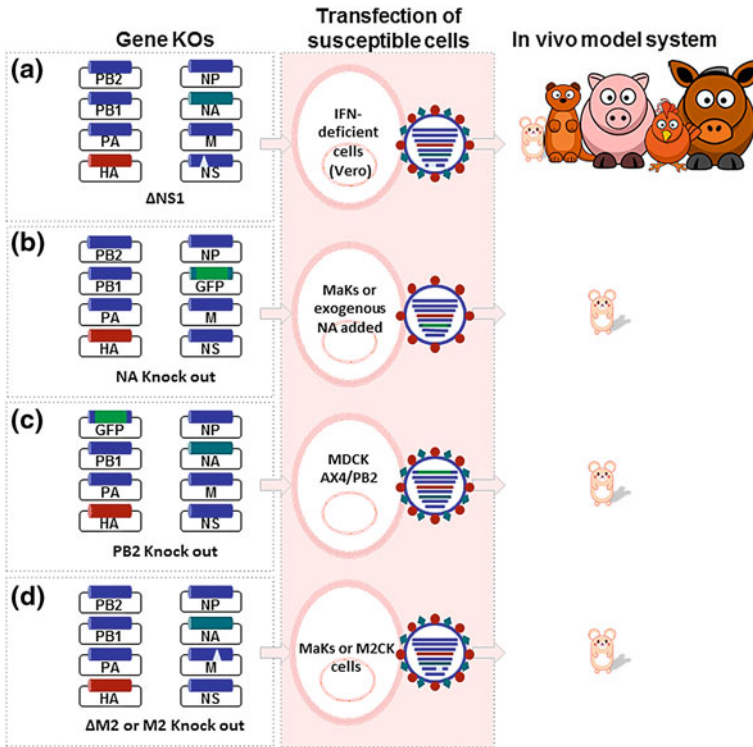 Gene KOs
Transfection of
susceptible cells
In vivo model system
(a)
PB2
NP
PB1
NA
PA
M
HA
NS
ΔNS1
IFN-
deficient
cells
(Vero)
(b)
PB2
NP
PB1
GFP
PA
M
HA
NS
NA Knock out
MaKs or
exogenous
NA added
(c)
GFP
NP
PB1
NA
PA
M
HA
NS
PB2 Knock out
MDCK
AX4/PB2
(d)
PB2
NP
PB1
NA
PA
M
HA
NS
ΔM2 or M2 Knock out
MaKs or M2CK
cells